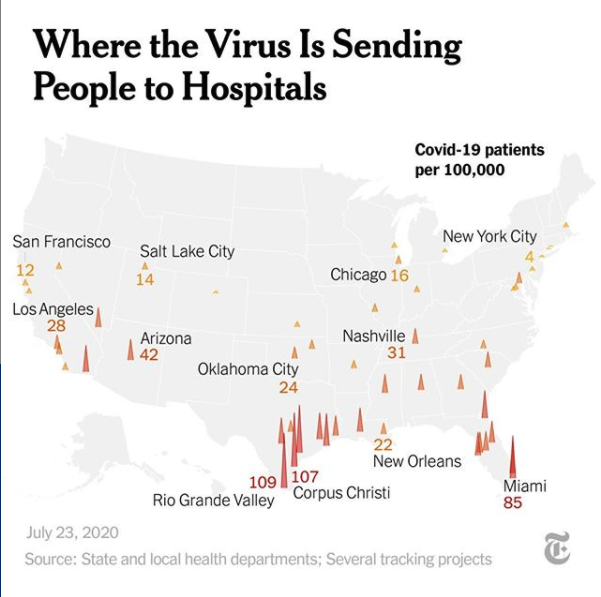 Where the Virus Is Sending
People to Hospitals
Covid-19 patients
per 100,000
San Francisco
12
Salt Lake City
14
New York City
4
Chicago 16
Los Angeles
28
Arizona
42
Nashville
31
Oklahoma City
24
22
New Orleans
109
Rio Grande Valley
107
Corpus Christi
Miami
85
July 23, 2020
Source: State and local health departments; Several tracking projects
T